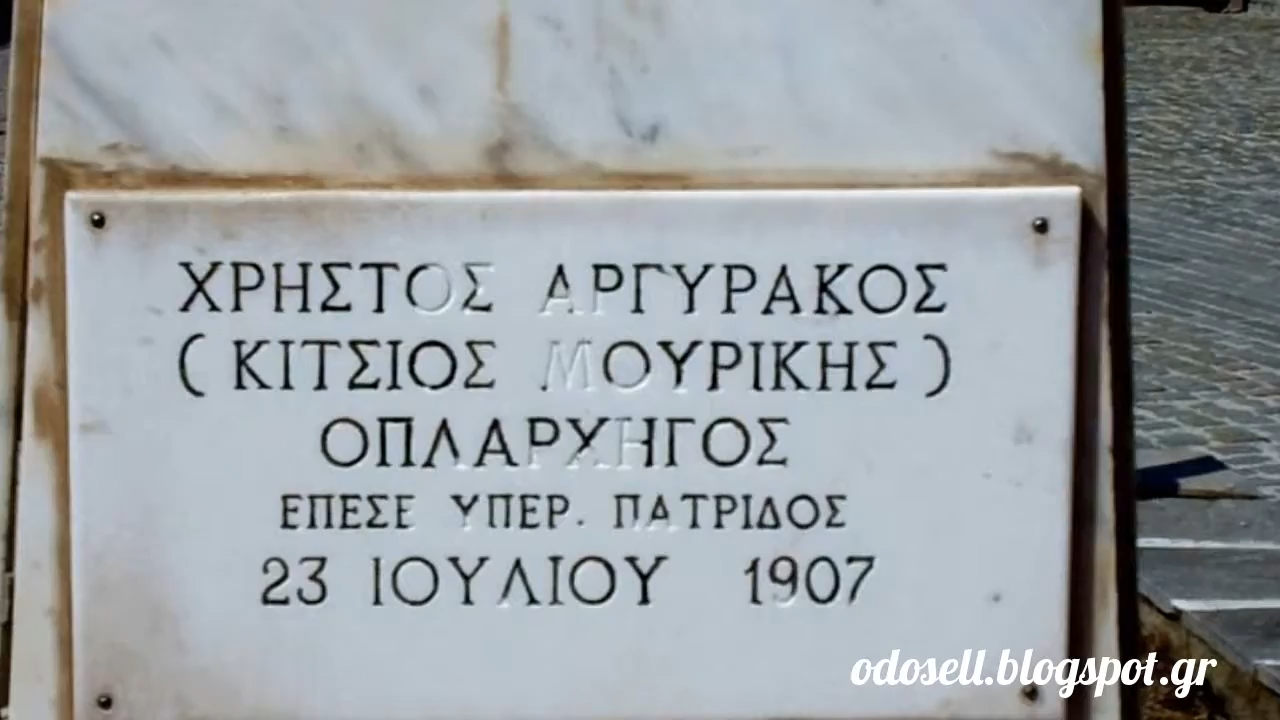 ΧΡΗΣΤΟΣ ΑΡΓΥΡΑΚΟΣ
( ΚΙΤΣΙΟΣ ΜΟΥΡΙΚΗΣ )
ΟΠΛΑΡΧΗΓΟΣ
ΕΠΕΣΕ ΥΠΕΡ. ΠΑΤΡΙΔΟΣ
23 ΙΟΥΛΙΟΥ 1907
odosell.blogspot.gr